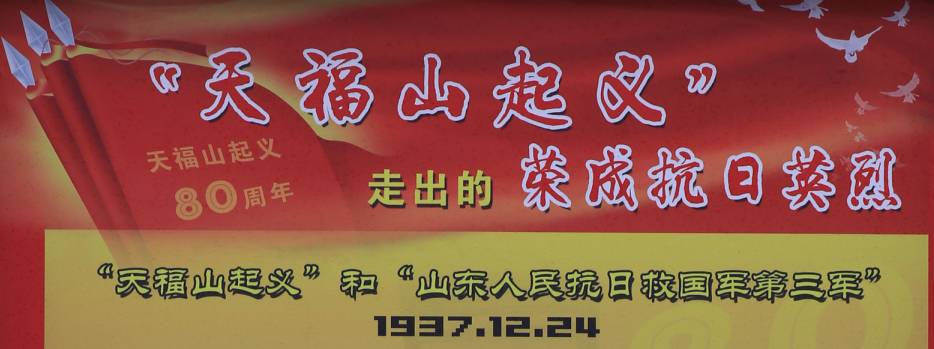 “天福山起义”
天福山起义
80周年
走出的 荣成抗日英烈
“天福山起义”和“山东人民抗日救国军第三军”
1937.12.24